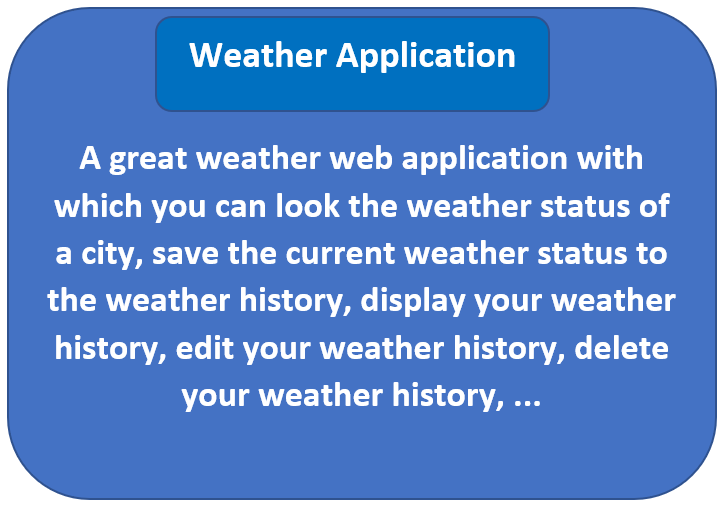 Weather Application
A great weather web application with
which you can look the weather status of
a city, save the current weather status to
the weather history, display your weather
history, edit your weather history, delete
your weather history, ...